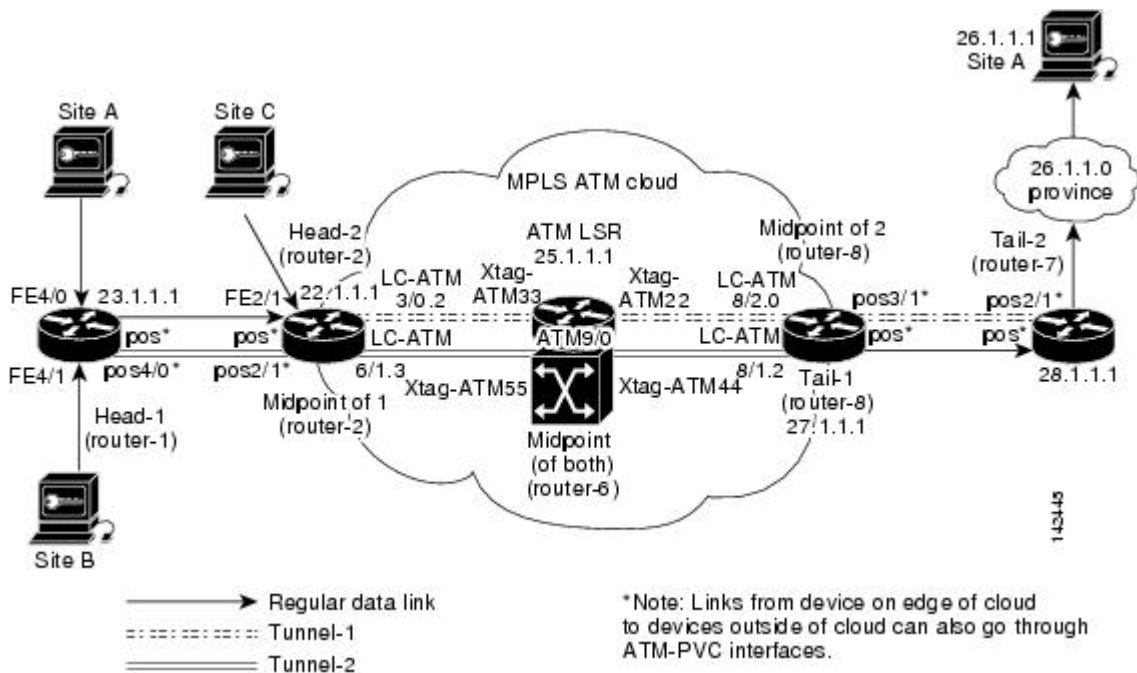 26.1.1.1
Site A
Site A
Site C
26.1.1.0
province
MPLS ATM cloud
Head-2
(router-2)
ATM LSR
25.1.1.1
Midpoint of 2
(router-8)
Tail-2
(router-7)
LC-ATM
3/0.2
Xtag-
ATM33
Xtag-
ATM22
LC-ATM
8/2.0
FE4/0
23.1.1.1
FE2/1
22.1.1.1
pos3/1*
pos2/1*
pos*
pos*
LC-ATM
ATM9/0
LC-ATM
pos*
pos*
FE4/1
pos4/0*
pos2/1*
6/1.3
Xtag-ATM55
Xtag-ATM44
8/1.2
28.1.1.1
Head-1
(router-1)
Midpoint of 1
(router-2)
Tail-1
(router-8)
27.1.1.1
Midpoint
(of both)
(router-6)
Site B
142445
Regular data link
Tunnel-1
Tunnel-2
*Note: Links from device on edge of cloud
to devices outside of cloud can also go through
ATM-PVC interfaces.